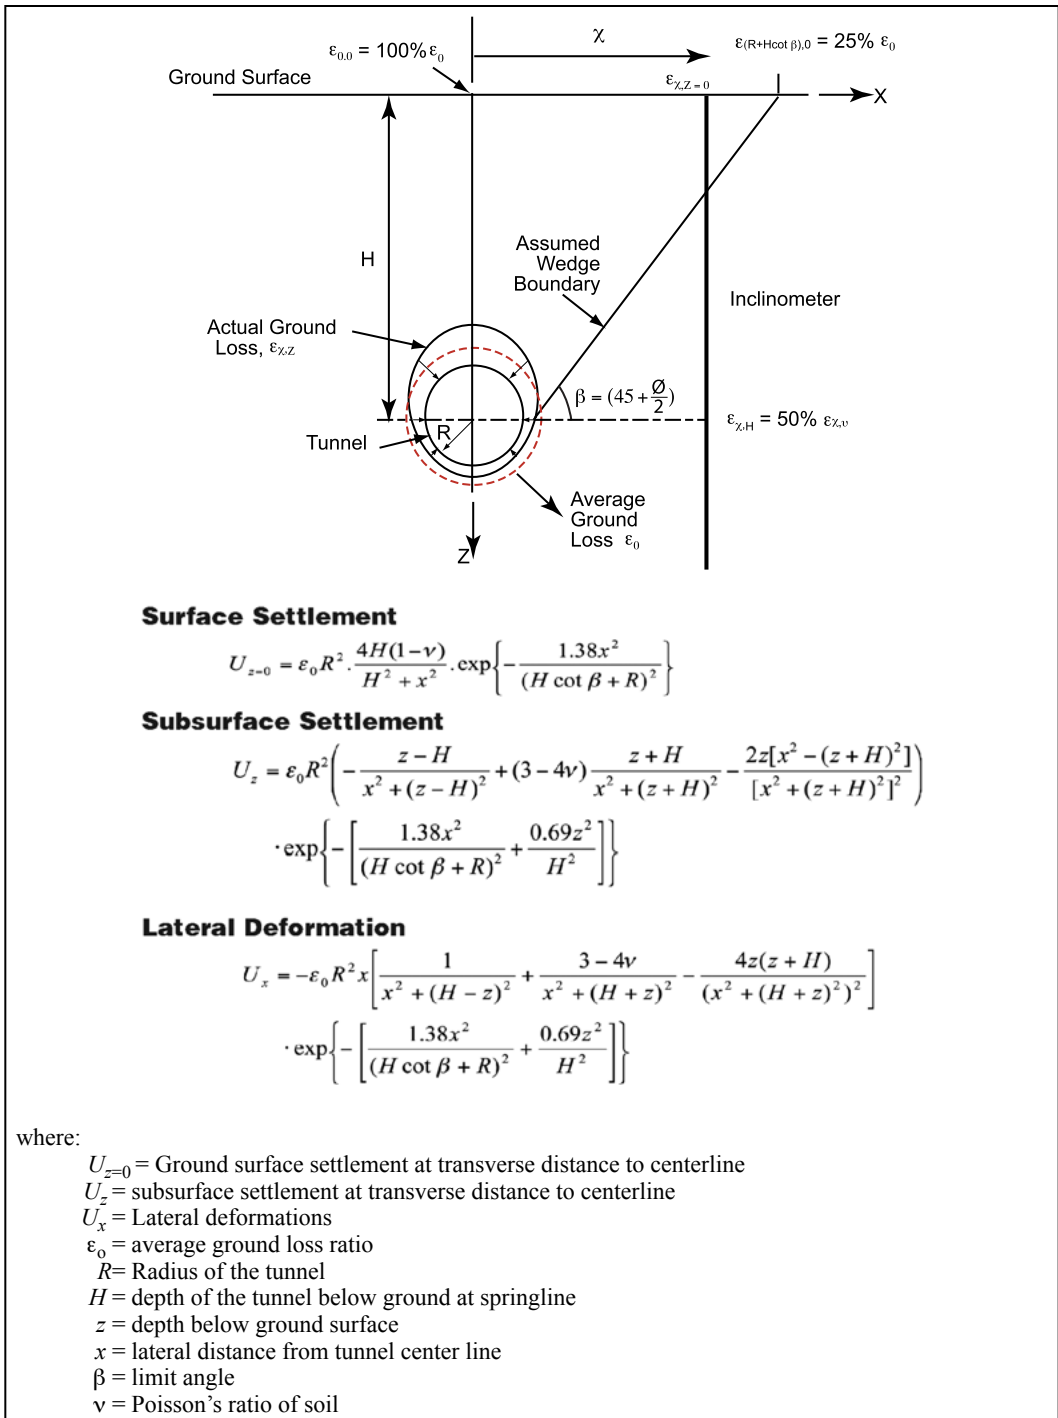 ε0.0 = 100% ε0
χ
ε(R+Hcot β),0 = 25% ε0
Ground Surface
εχ,Z = 0
X
H
Assumed
Wedge
Boundary
Inclinometer
Actual Ground
Loss, εχ,Z
β = (45 + Ø/2)
εχ,H = 50% εχ,υ
R
Tunnel
Average
Ground
Loss ε0
Z
Surface Settlement
U_{z=0} = ε₀R² . 4H(1−ν)/(H² + x²) . exp{−1.38x²/(H cot β + R)²}
Subsurface Settlement
U_z = ε₀R²(−(z − H)/(x² + (z − H)²) + (3 − 4ν) (z + H)/(x² + (z + H)²) − 2z[x² − (z + H)²]/[x² + (z + H)²]²)
· exp{−[1.38x²/(H cot β + R)² + 0.69z²/H²]}
Lateral Deformation
U_x = −ε₀R²x[1/(x² + (H − z)²) + (3 − 4ν)/(x² + (H + z)²) − 4z(z + H)/(x² + (H + z)²)²]
· exp{−[1.38x²/(H cot β + R)² + 0.69z²/H²]}
where:
U_{z=0} = Ground surface settlement at transverse distance to centerline
U_z = subsurface settlement at transverse distance to centerline
U_x = Lateral deformations
ε_o = average ground loss ratio
R= Radius of the tunnel
H = depth of the tunnel below ground at springline
z = depth below ground surface
x = lateral distance from tunnel center line
β = limit angle
ν = Poisson's ratio of soil